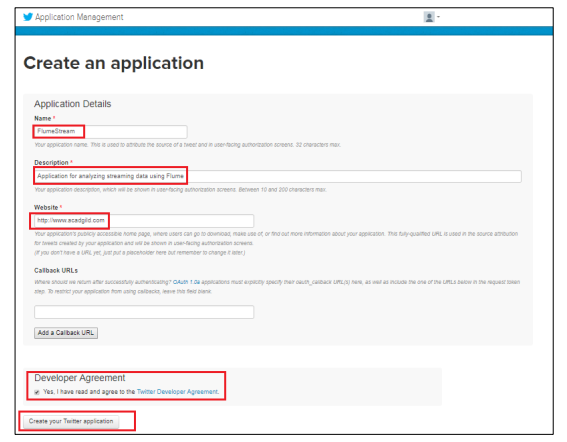 Application Management
Create an application
Application Details
Name *
FlumeStream
Your application name. This is used to attribute the source of a tweet and in user-facing authorization screens. 32 characters max.
Description *
Application for analyzing streaming data using Flume
Your application description, which will be shown in user-facing authorization screens. Between 10 and 200 characters max.
Website *
http://www.acadgild.com
Your application's publicly accessible home page, where users can go to download, make use of, or find out more information about your application. This fully-qualified URL is used in the source attribution
for tweets created by your application and will be shown in user-facing authorization screens.
(If you don't have a URL yet, just put a placeholder here but remember to change it later.)
Callback URLs
Where should we return after successfully authenticating? OAuth 1.0a applications must explicitly specify their oauth_callback URL(s) here, as well as include the one of the URLs below in the request token
step. To restrict your application from using callbacks, leave this field blank.
Add a Callback URL
Developer Agreement
Yes, I have read and agree to the Twitter Developer Agreement.
Create your Twitter application